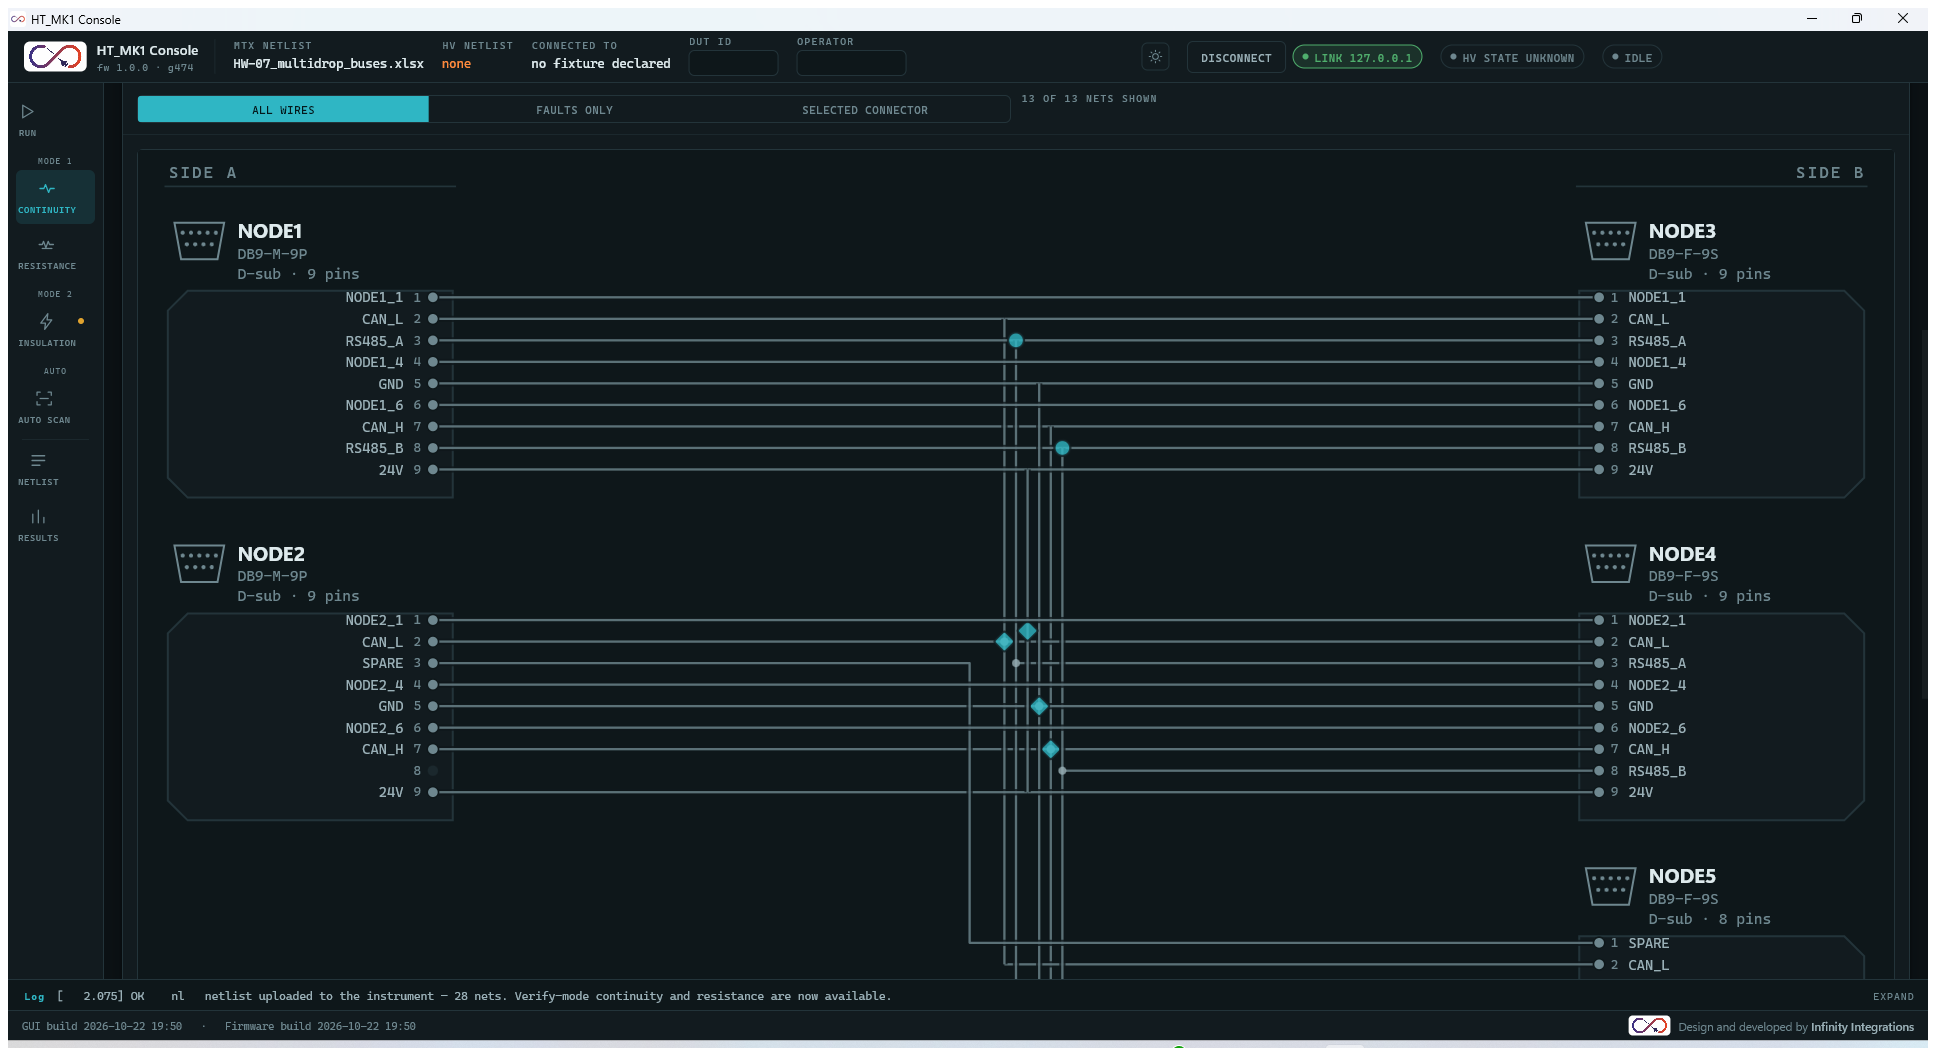 HT_MK1 Console
HT_MK1 Console
fw 1.0.0 · g474
MTX NETLIST
HW-07_multidrop_buses.xlsx
HV NETLIST
none
CONNECTED TO
no fixture declared
DUT ID
OPERATOR
DISCONNECT
LINK 127.0.0.1
HV STATE UNKNOWN
IDLE
RUN
MODE 1
CONTINUITY
RESISTANCE
MODE 2
INSULATION
AUTO
AUTO SCAN
NETLIST
RESULTS
ALL WIRES
FAULTS ONLY
SELECTED CONNECTOR
13 OF 13 NETS SHOWN
SIDE A
SIDE B
NODE1
DB9-M-9P
D-sub · 9 pins
NODE1_1 1
CAN_L 2
RS485_A 3
NODE1_4 4
GND 5
NODE1_6 6
CAN_H 7
RS485_B 8
24V 9
NODE3
DB9-F-9S
D-sub · 9 pins
1 NODE1_1
2 CAN_L
3 RS485_A
4 NODE1_4
5 GND
6 NODE1_6
7 CAN_H
8 RS485_B
9 24V
NODE2
DB9-M-9P
D-sub · 9 pins
NODE2_1 1
CAN_L 2
SPARE 3
NODE2_4 4
GND 5
NODE2_6 6
CAN_H 7
8
24V 9
NODE4
DB9-F-9S
D-sub · 9 pins
1 NODE2_1
2 CAN_L
3 RS485_A
4 NODE2_4
5 GND
6 NODE2_6
7 CAN_H
8 RS485_B
9 24V
NODE5
DB9-F-9S
D-sub · 8 pins
1 SPARE
2 CAN_L
Log [ 2.075] OK nl netlist uploaded to the instrument — 28 nets. Verify-mode continuity and resistance are now available.
EXPAND
GUI build 2026-10-22 19:50 · Firmware build 2026-10-22 19:50
Design and developed by Infinity Integrations